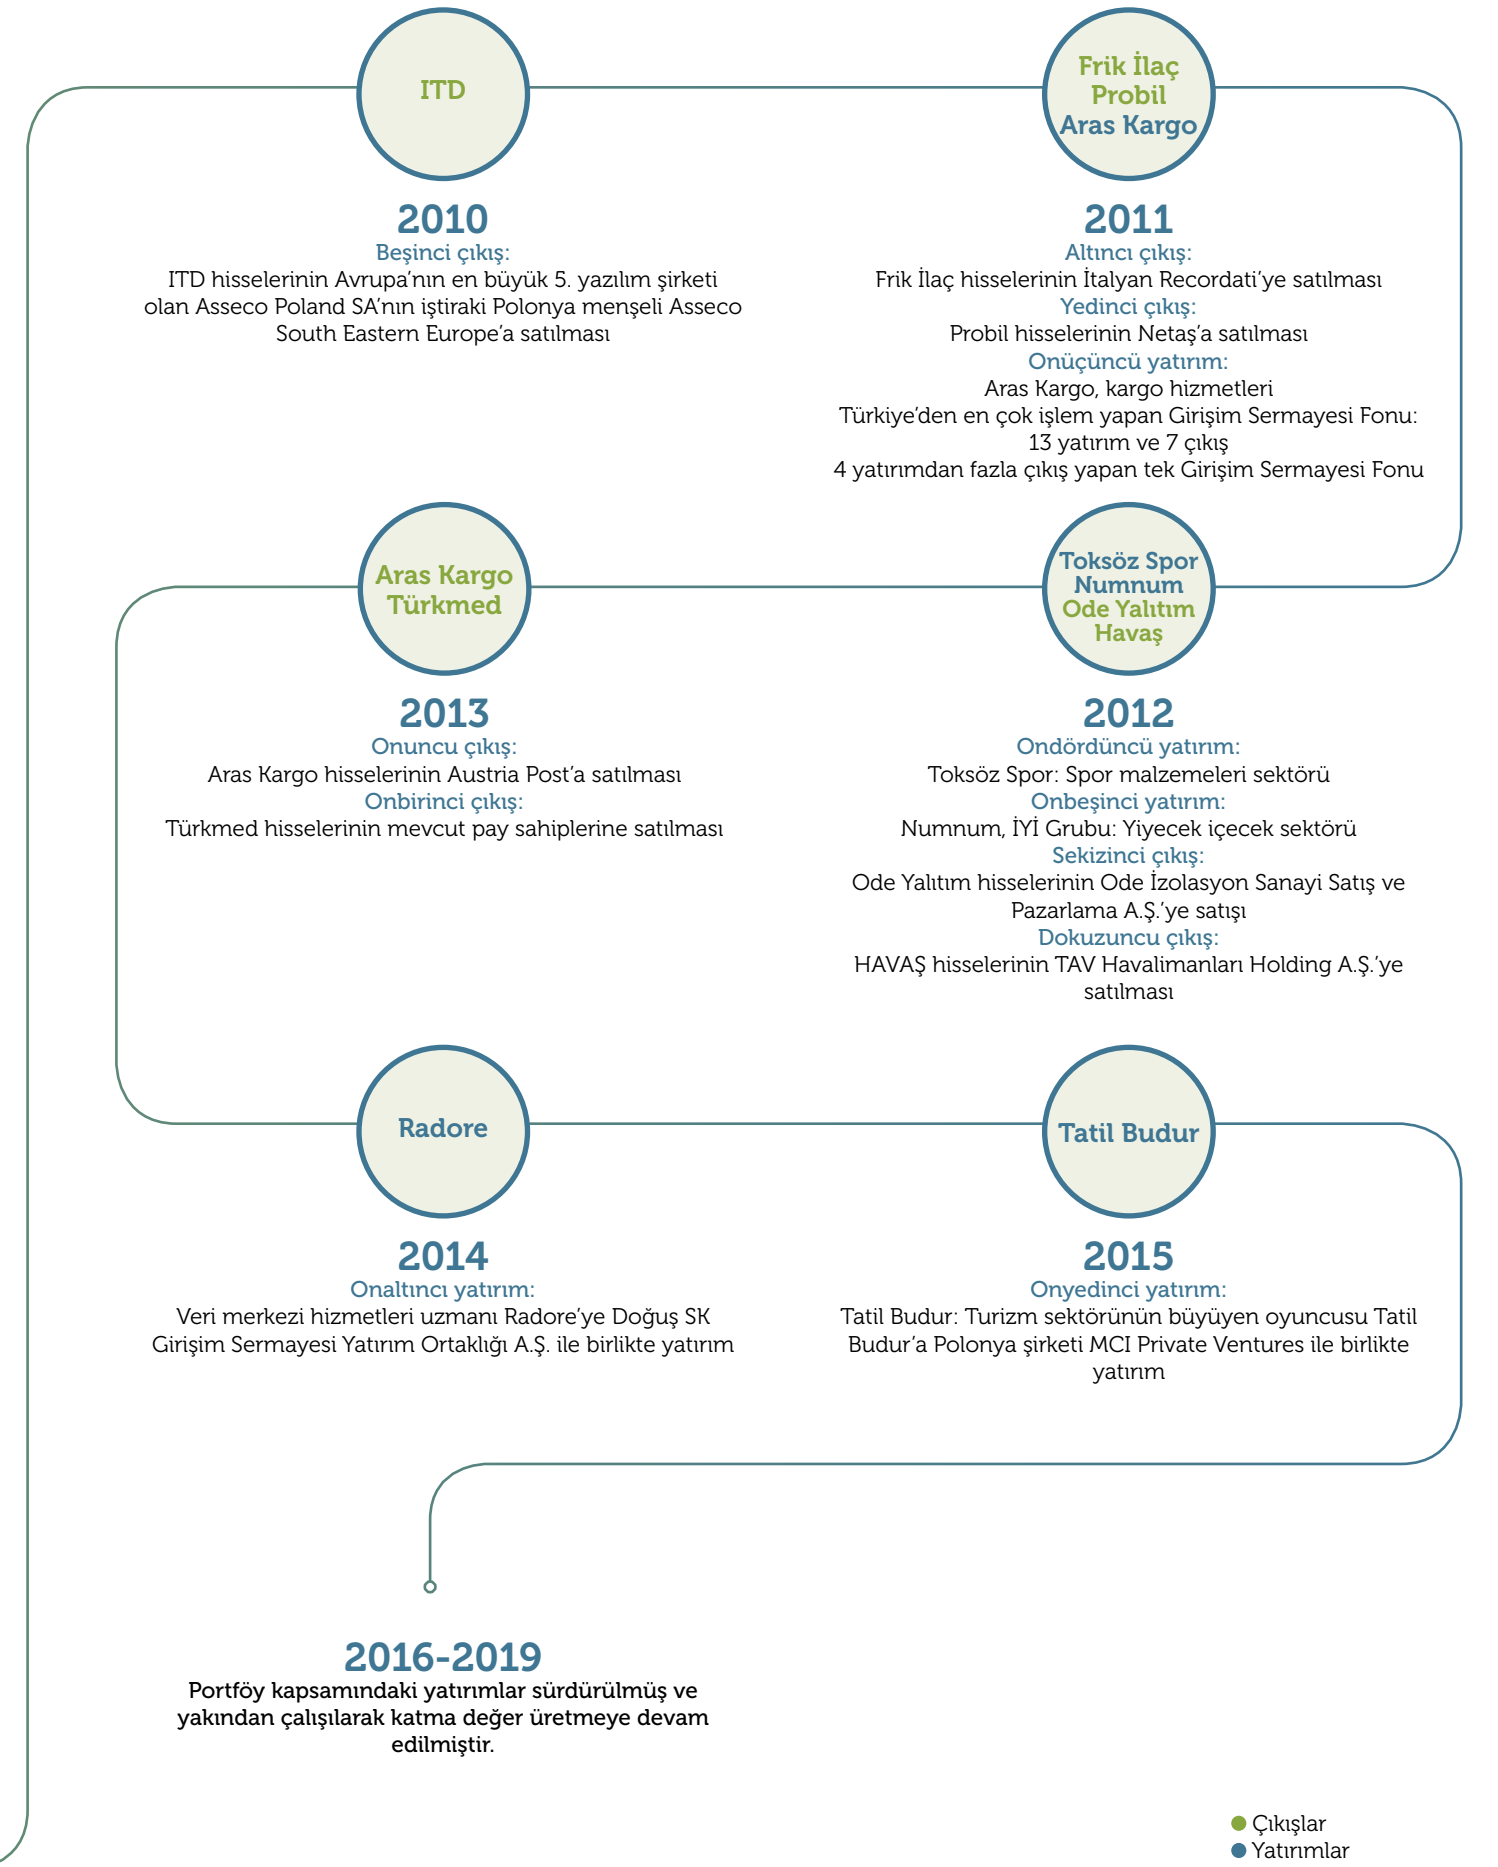 ITD
2010
Beşinci çıkış:
ITD hisselerinin Avrupa’nın en büyük 5. yazılım şirketi
olan Asseco Poland SA’nın iştiraki Polonya menşeli Asseco
South Eastern Europe’a satılması
Frik İlaç
Probil
Aras Kargo
2011
Altıncı çıkış:
Frik İlaç hisselerinin İtalyan Recordati’ye satılması
Yedinci çıkış:
Probil hisselerinin Netaş’a satılması
Onüçüncü yatırım:
Aras Kargo, kargo hizmetleri
Türkiye’den en çok işlem yapan Girişim Sermayesi Fonu:
13 yatırım ve 7 çıkış
4 yatırımdan fazla çıkış yapan tek Girişim Sermayesi Fonu
Toksöz Spor
Numnum
Ode Yalıtım
Havaş
2012
Ondördüncü yatırım:
Toksöz Spor: Spor malzemeleri sektörü
Onbeşinci yatırım:
Numnum, İYİ Grubu: Yiyecek içecek sektörü
Sekizinci çıkış:
Ode Yalıtım hisselerinin Ode İzolasyon Sanayi Satış ve
Pazarlama A.Ş.’ye satışı
Dokuzuncu çıkış:
HAVAŞ hisselerinin TAV Havalimanları Holding A.Ş.’ye
satılması
Aras Kargo
Türkmed
2013
Onuncu çıkış:
Aras Kargo hisselerinin Austria Post’a satılması
Onbirinci çıkış:
Türkmed hisselerinin mevcut pay sahiplerine satılması
Radore
2014
Onaltıncı yatırım:
Veri merkezi hizmetleri uzmanı Radore’ye Doğuş SK
Girişim Sermayesi Yatırım Ortaklığı A.Ş. ile birlikte yatırım
Tatil Budur
2015
Onyedinci yatırım:
Tatil Budur: Turizm sektörünün büyüyen oyuncusu Tatil
Budur’a Polonya şirketi MCI Private Ventures ile birlikte
yatırım
2016-2019
Portföy kapsamındaki yatırımlar sürdürülmüş ve
yakından çalışılarak katma değer üretmeye devam
edilmiştir.
Çıkışlar
Yatırımlar